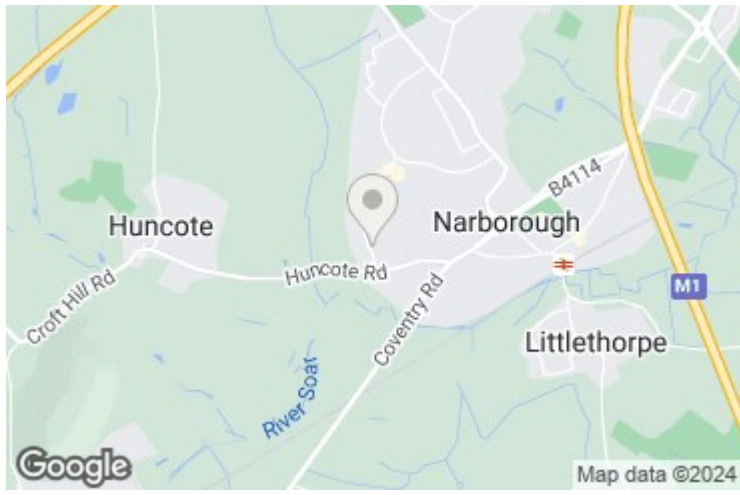 B4114
Huncote
Narborough
Huncote Rd
Croft Hill Rd
Coventry Rd
M1
Littlethorpe
River Soar
Google
Map data ©2024